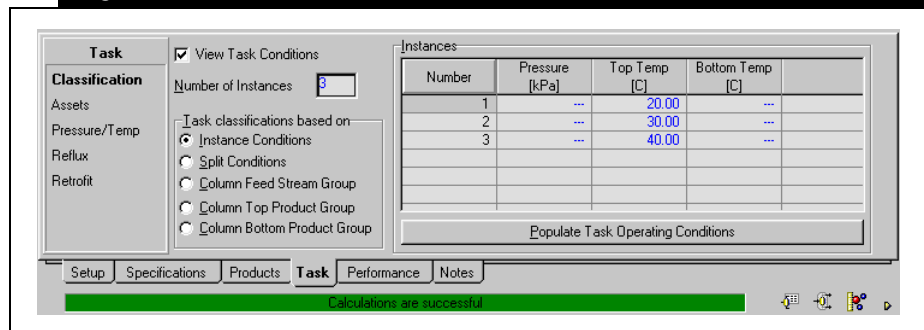 Task
Classification
Assets
Pressure/Temp
Reflux
Retrofit
View Task Conditions
Number of Instances 3
Task classifications based on
Instance Conditions
Split Conditions
Column Feed Stream Group
Column Top Product Group
Column Bottom Product Group
Instances
Number Pressure [kPa] Top Temp [C] Bottom Temp [C]
1 --- 20.00 ---
2 --- 30.00 ---
3 --- 40.00 ---
Populate Task Operating Conditions
Setup Specifications Products Task Performance Notes
Calculations are successful